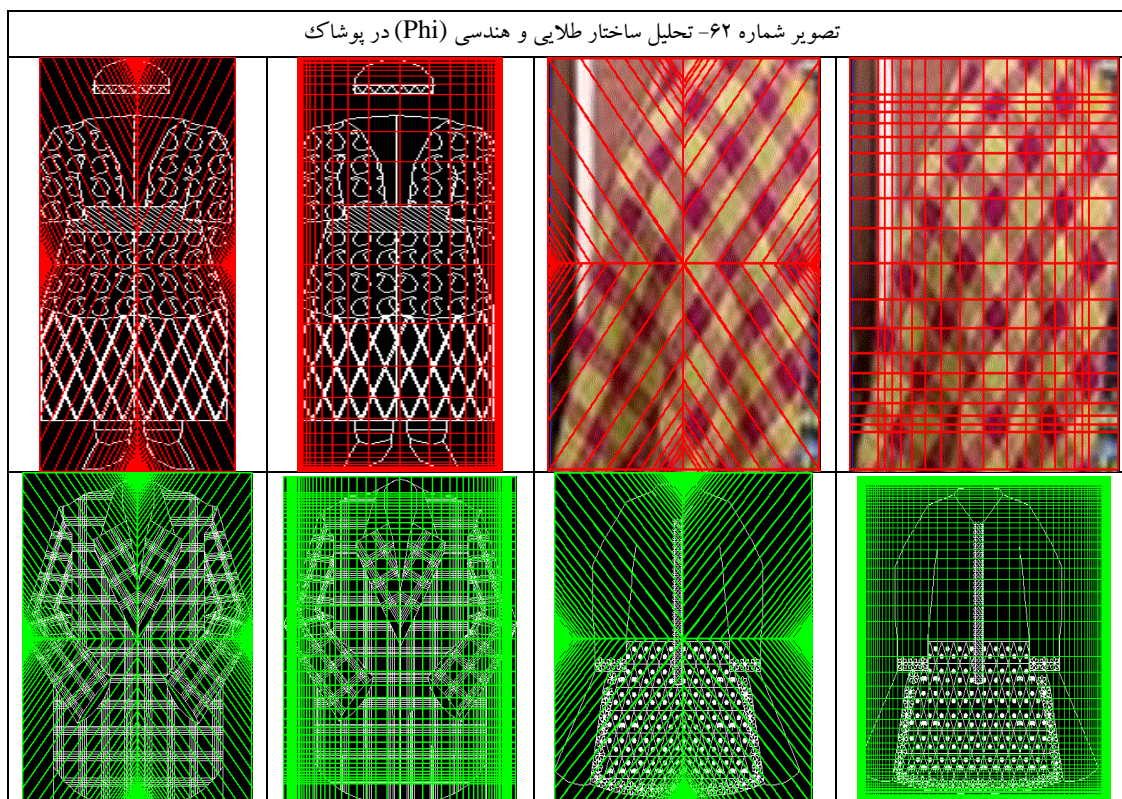 تصویر شماره ۶۲- تحلیل ساختار طلایی و هندسی (Phi) در پوشاک